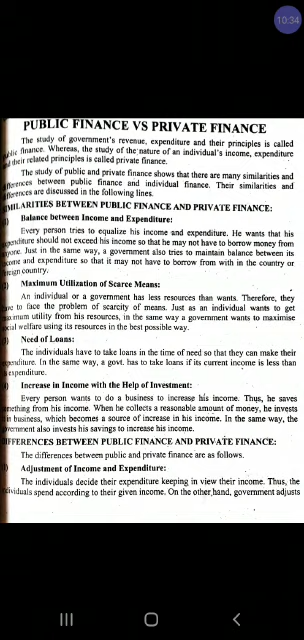 10:34
PUBLIC FINANCE VS PRIVATE FINANCE
The study of government's revenue, expenditure and their principles is called
finance. Whereas, the study of the nature of an individual's income, expenditure
their related principles is called private finance.
The study of public and private finance shows that there are many similarities and
differences between public finance and individual finance. Their similarities and
differences are discussed in the following lines.
SIMILARITIES BETWEEN PUBLIC FINANCE AND PRIVATE FINANCE:
Balance between Income and Expenditure:
Every person tries to equalize his income and expenditure. He wants his
expenditure should not exceed his income so that he may not have to borrow money from
anyone. Just in the same way, a government also tries to maintain balance between its
income and expenditure so that it may not have to borrow from with in the country or
foreign country.
Maximum Utilization of Scarce Means:
An individual or a government has less resources than wants. Therefore, they
have to face the problem of scarcity of means. Just as an individual wants to get
maximum utility from his resources, in the same way a government wants to maximise
social welfare using its resources in the best possible way.
Need of Loans:
The individuals have to take loans in the time of need so that they can make their
expenditure. In the same way, a govt. has to take loans if its current income is less than
expenditure.
Increase in Income with the Help of Investment:
Every person wants to do a business to increase his income. Thus, he saves
something from his income. When he collects a reasonable amount of money, he invests
in business, which becomes a source of increase in his income. In the same way, the
government also invests his savings to increase his income.
DIFFERENCES BETWEEN PUBLIC FINANCE AND PRIVATE FINANCE:
The differences between public and private finance are as follows.
Adjustment of Income and Expenditure:
The individuals decide their expenditure keeping in view their income. Thus, the
individuals spend according to their given income. On the other hand, government adjusts